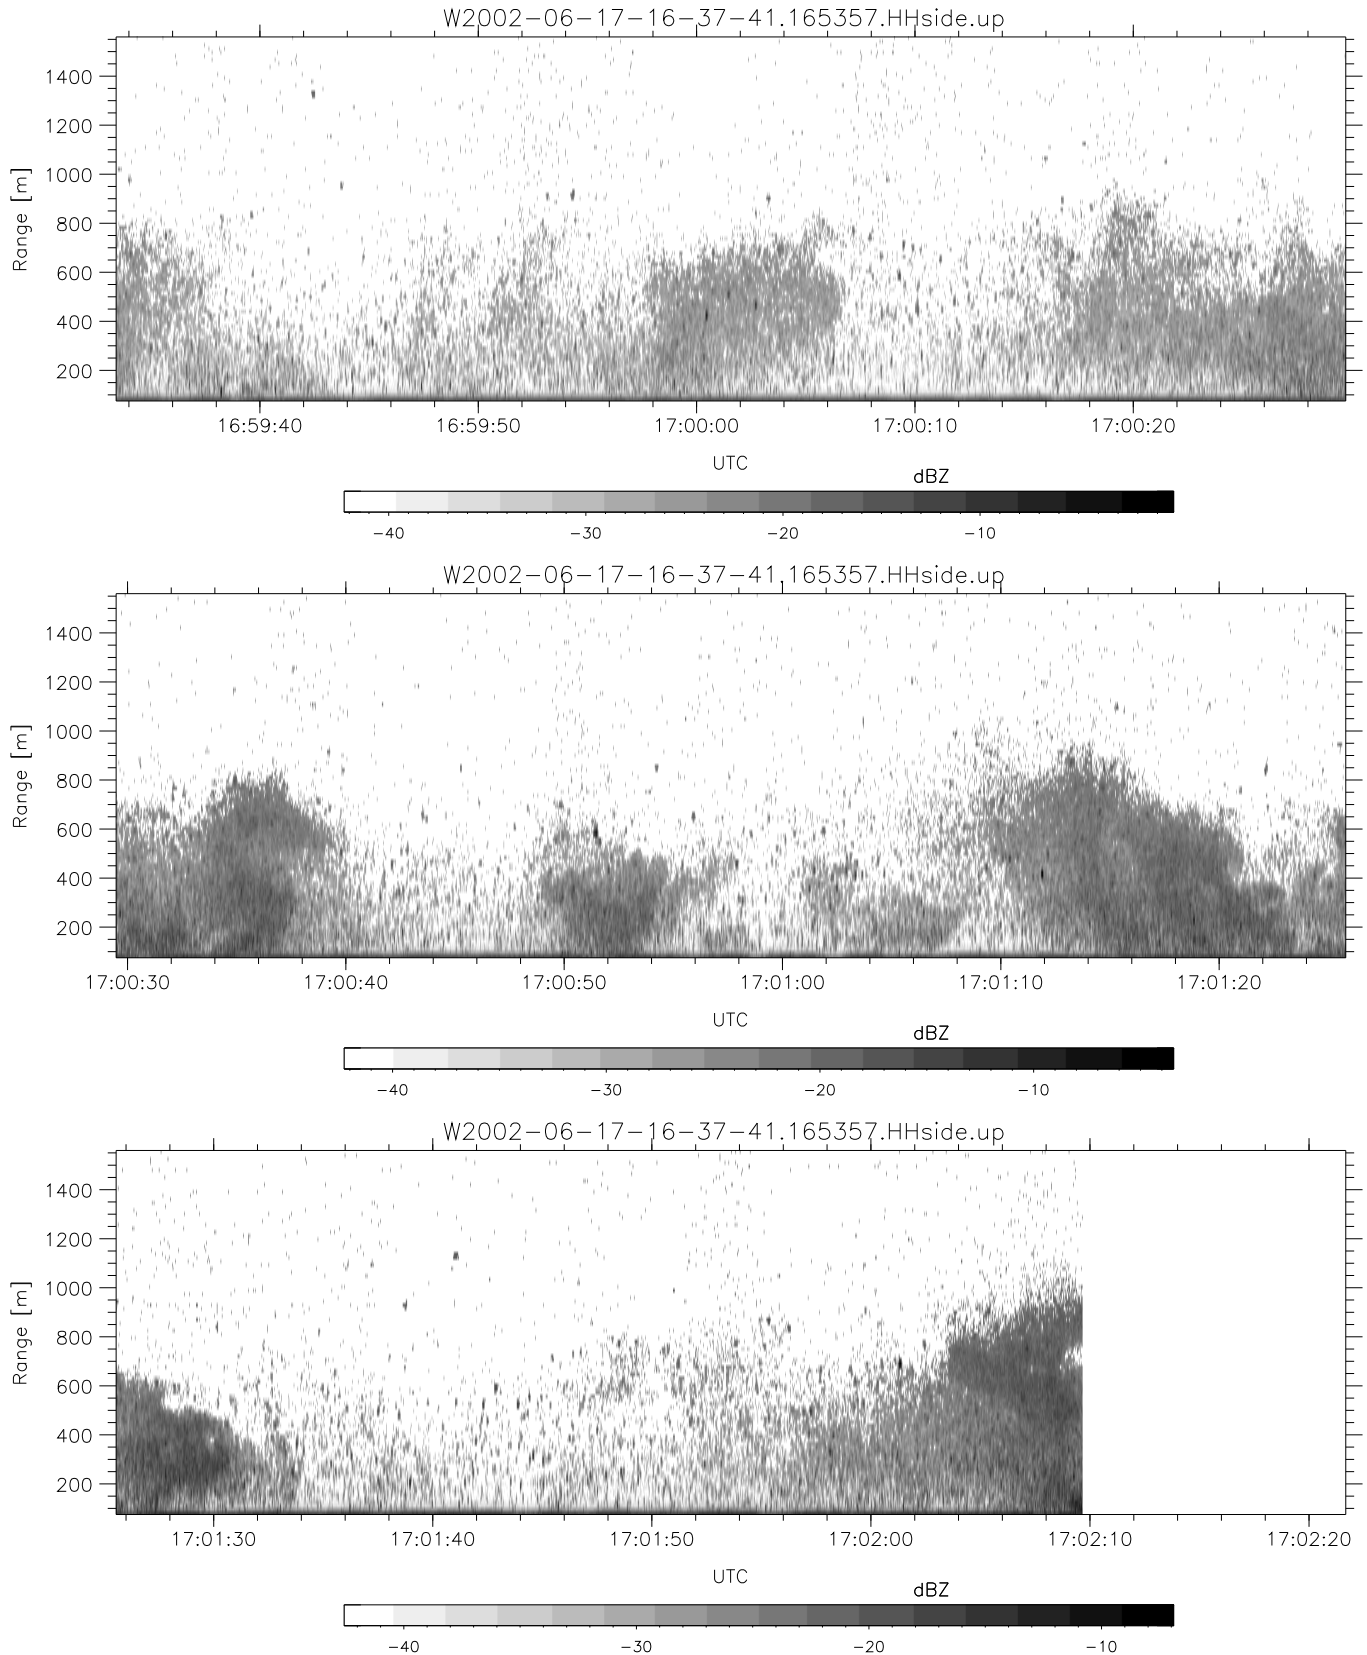 W2002-06-17-16-37-41.165357.HHside.up
1400
1200
1000
800
600
400
200
Range [m]
16:59:40 16:59:50 17:00:00 17:00:10 17:00:20
UTC
dBZ
-40 -30 -20 -10
W2002-06-17-16-37-41.165357.HHside.up
1400
1200
1000
800
600
400
200
Range [m]
17:00:30 17:00:40 17:00:50 17:01:00 17:01:10 17:01:20
UTC
dBZ
-40 -30 -20 -10
W2002-06-17-16-37-41.165357.HHside.up
1400
1200
1000
800
600
400
200
Range [m]
17:01:30 17:01:40 17:01:50 17:02:00 17:02:10 17:02:20
UTC
dBZ
-40 -30 -20 -10